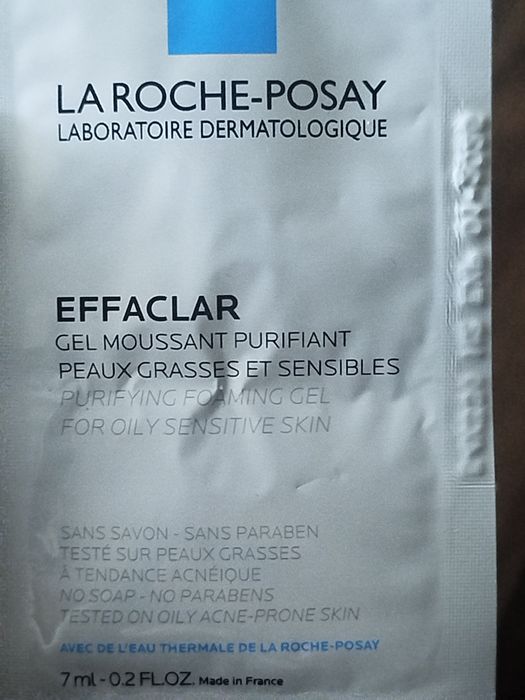 LA ROCHE-POSAY
LABORATOIRE DERMATOLOGIQUE
EFFACLAR
GEL MOUSSANT PURIFIANT
PEAUX GRASSES ET SENSIBLES
PURIFYING FOAMING GEL
FOR OILY SENSITIVE SKIN
SANS SAVON - SANS PARABEN
TESTÉ SUR PEAUX GRASSES
À TENDANCE ACNÉIQUE
NO SOAP - NO PARABENS
TESTED ON OILY ACNE-PRONE SKIN
AVEC DE L'EAU THERMALE DE LA ROCHE-POSAY
7 ml - 0.2 FL.OZ. Made in France